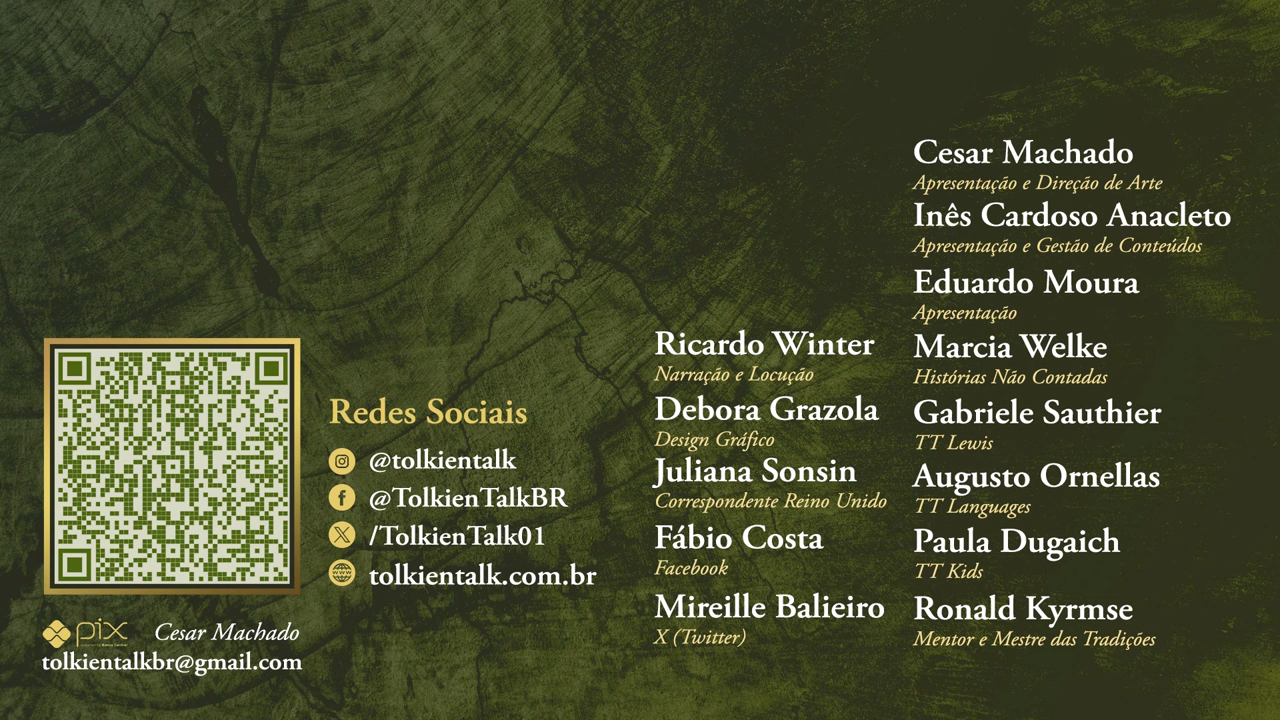 pix
Cesar Machado
tolkientalkbr@gmail.com
Redes Sociais
@tolkientalk
@TolkienTalkBR
/TolkienTalk01
www
tolkientalk.com.br
Ricardo Winter
Narração e Locução
Debora Grazola
Design Gráfico
Juliana Sonsin
Correspondente Reino Unido
Fábio Costa
Facebook
Mireille Balieiro
X (Twitter)
Cesar Machado
Apresentação e Direção de Arte
Inês Cardoso Anacleto
Apresentação e Gestão de Conteúdos
Eduardo Moura
Apresentação
Marcia Welke
Histórias Não Contadas
Gabriele Sauthier
TT Lewis
Augusto Ornellas
TT Languages
Paula Dugaich
TT Kids
Ronald Kyrmse
Mentor e Mestre das Tradições